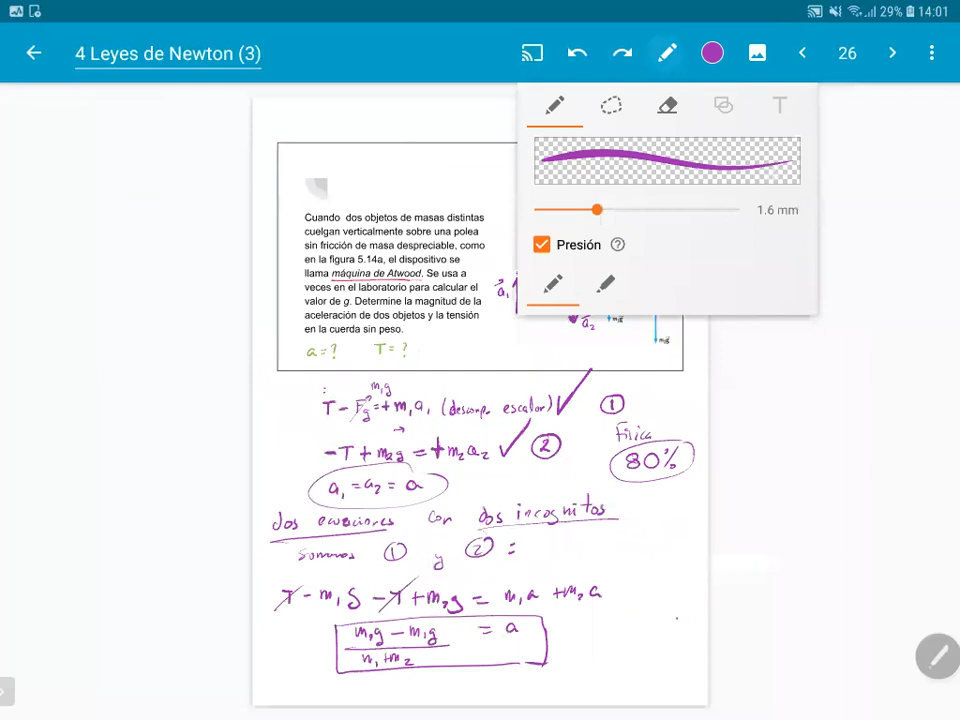 29% 14:01
4 Leyes de Newton (3) 26
T
1.6 mm
Presión ?
Cuando dos objetos de masas distintas
cuelgan verticalmente sobre una polea
sin fricción de masa despreciable, como
en la figura 5.14a, el dispositivo se
llama máquina de Atwood. Se usa a
veces en el laboratorio para calcular el
valor de g. Determine la magnitud de la
aceleración de dos objetos y la tensión
en la cuerda sin peso.
a₁
a₂ m₁g
m₂g
a = ? T = ?
m₁g
T - Fg = + m₁a₁ (descomp. escalar) ✓ ①
-T + m₂g = + m₂a₂ ✓ ②
Física
80%
a₁ = a₂ = a
dos ecuaciones con dos incognitas
sumamos ① y ② :
T - m₁g - T + m₂g = m₁a + m₂a
m₂g - m₁g = a
m₁ + m₂